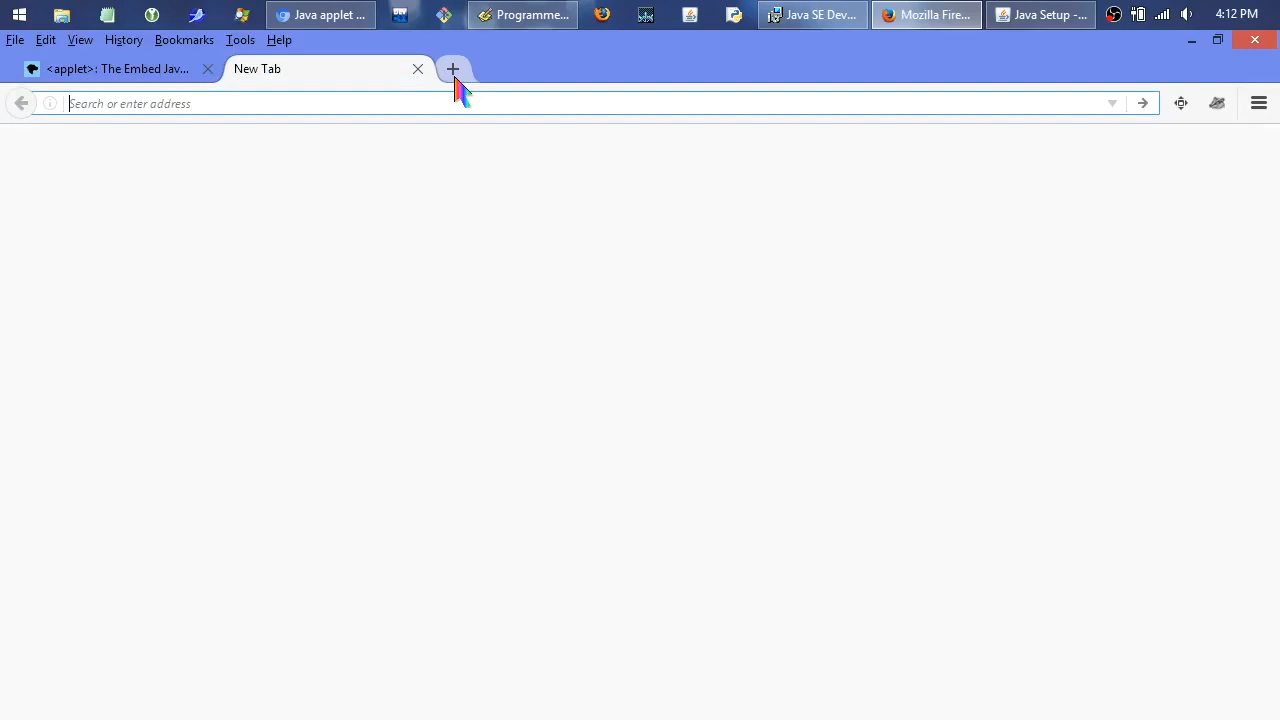 Java applet ...
Programme...
Java SE Dev...
Mozilla Fire...
Java Setup -...
4:12 PM
File Edit View History Bookmarks Tools Help
<applet>: The Embed Jav...
New Tab
Search or enter address